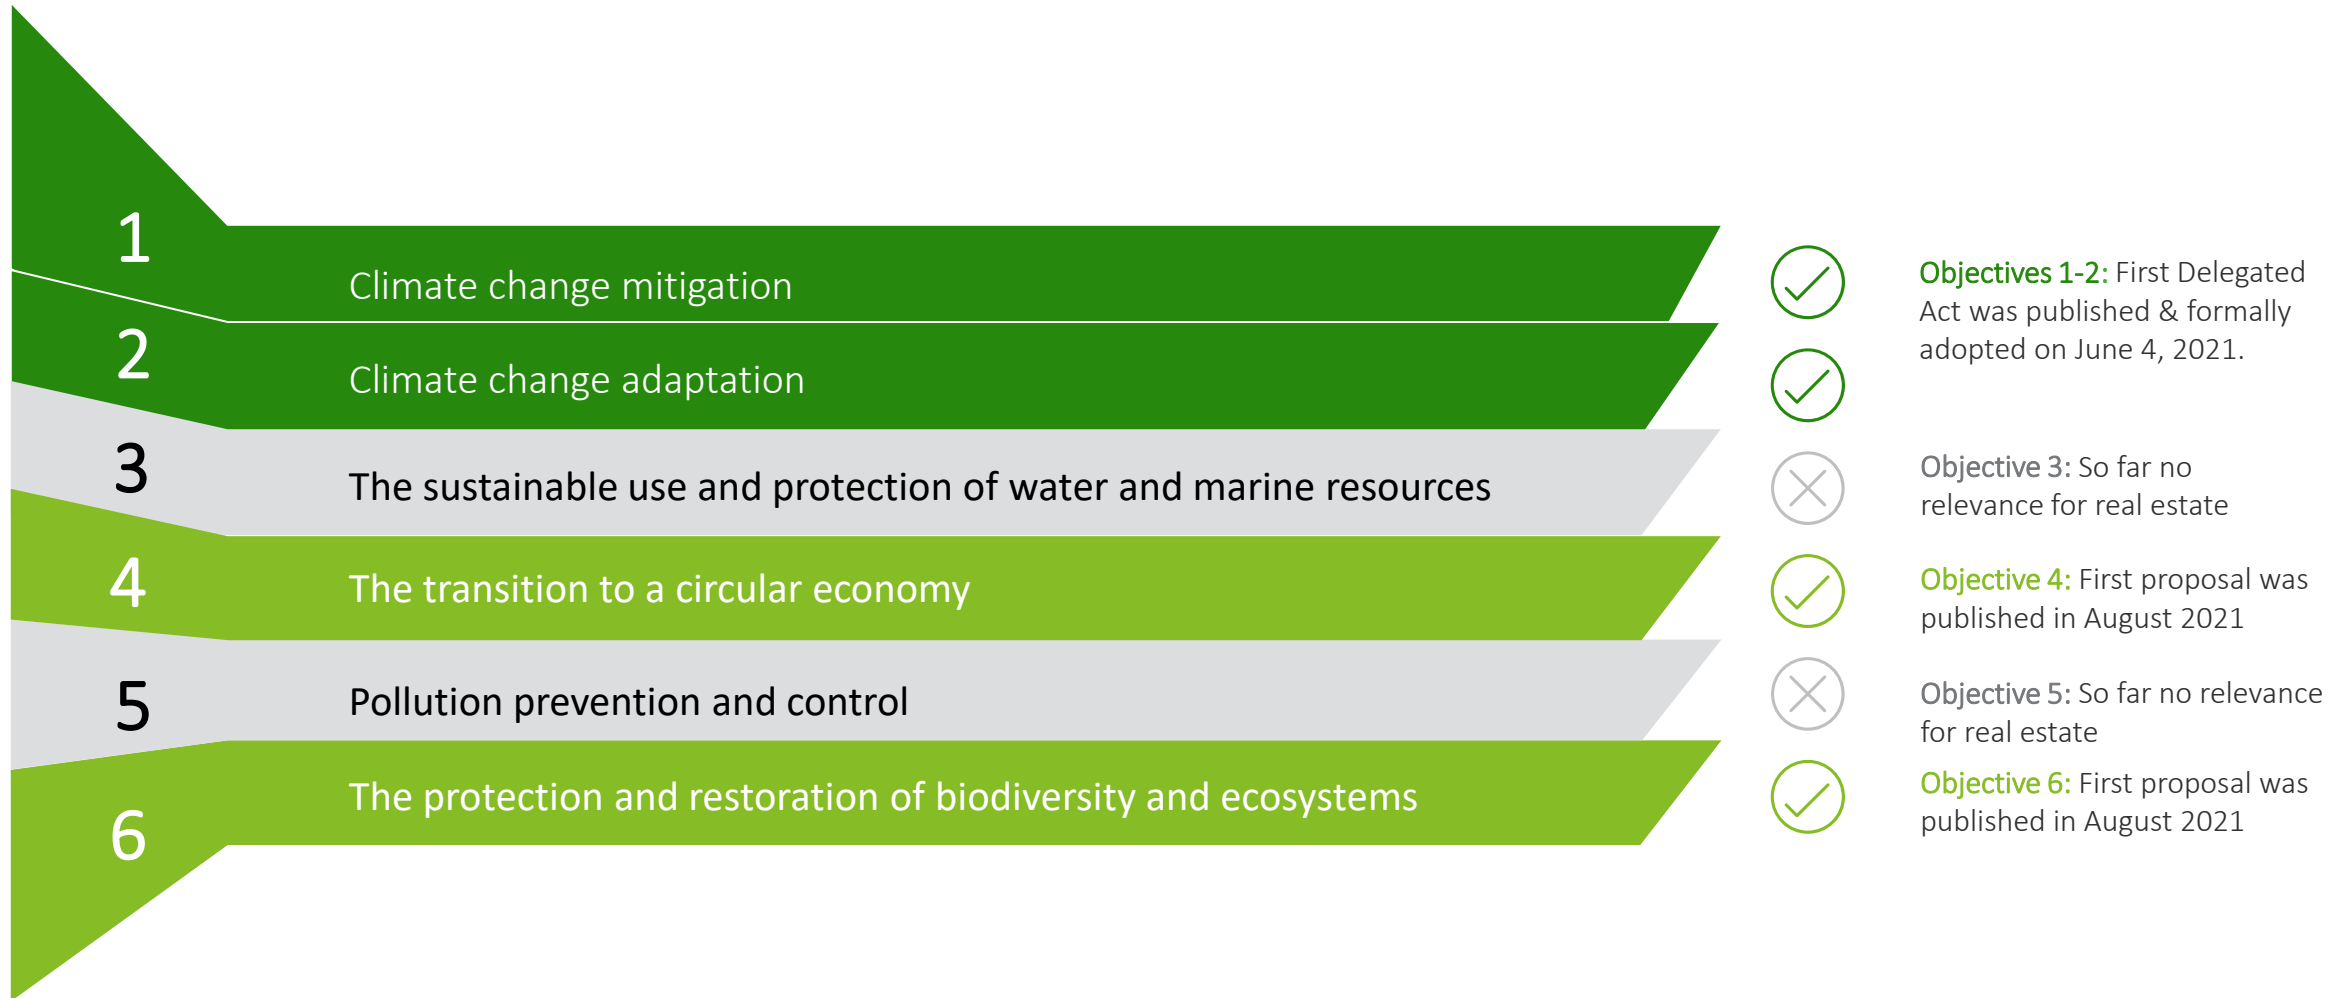 1
Climate change mitigation
2
Climate change adaptation
3
The sustainable use and protection of water and marine resources
4
The transition to a circular economy
5
Pollution prevention and control
6
The protection and restoration of biodiversity and ecosystems
Objectives 1-2: First Delegated
Act was published & formally
adopted on June 4, 2021.
Objective 3: So far no
relevance for real estate
Objective 4: First proposal was
published in August 2021
Objective 5: So far no relevance
for real estate
Objective 6: First proposal was
published in August 2021